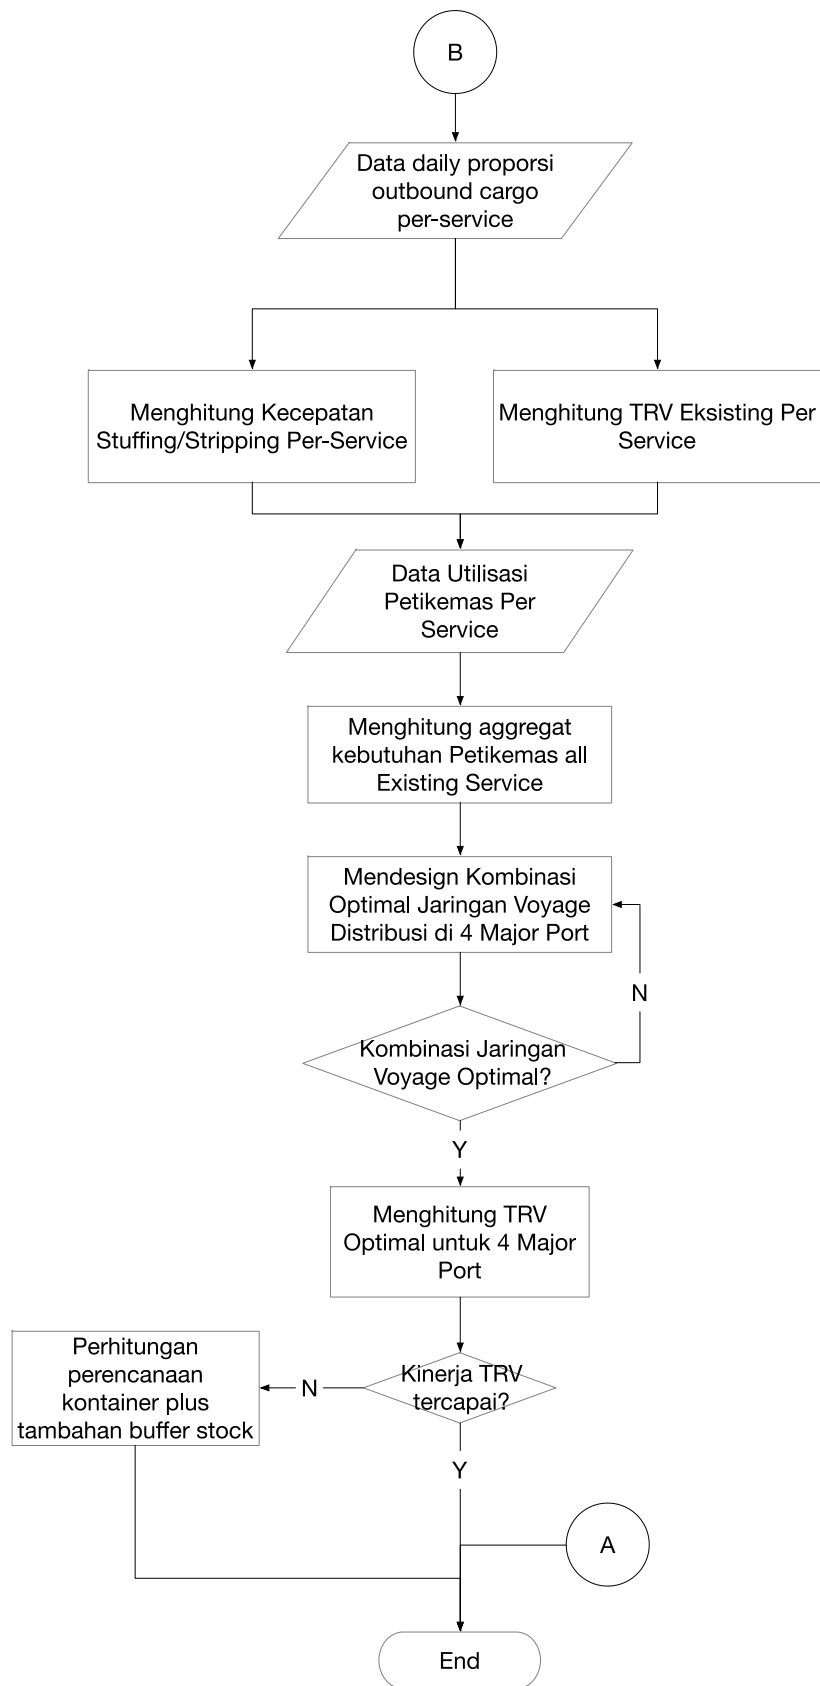 B
Data daily proporsi
outbound cargo
per-service
Menghitung Kecepatan
Stuffing/Stripping Per-Service
Menghitung TRV Eksisting Per
Service
Data Utilisasi
Petikemas Per
Service
Menghitung aggregat
kebutuhan Petikemas all
Existing Service
Mendesign Kombinasi
Optimal Jaringan Voyage
Distribusi di 4 Major Port
N
Kombinasi Jaringan
Voyage Optimal?
Y
Menghitung TRV
Optimal untuk 4 Major
Port
Perhitungan
perencanaan
kontainer plus
tambahan buffer stock
N
Kinerja TRV
tercapai?
Y
A
End